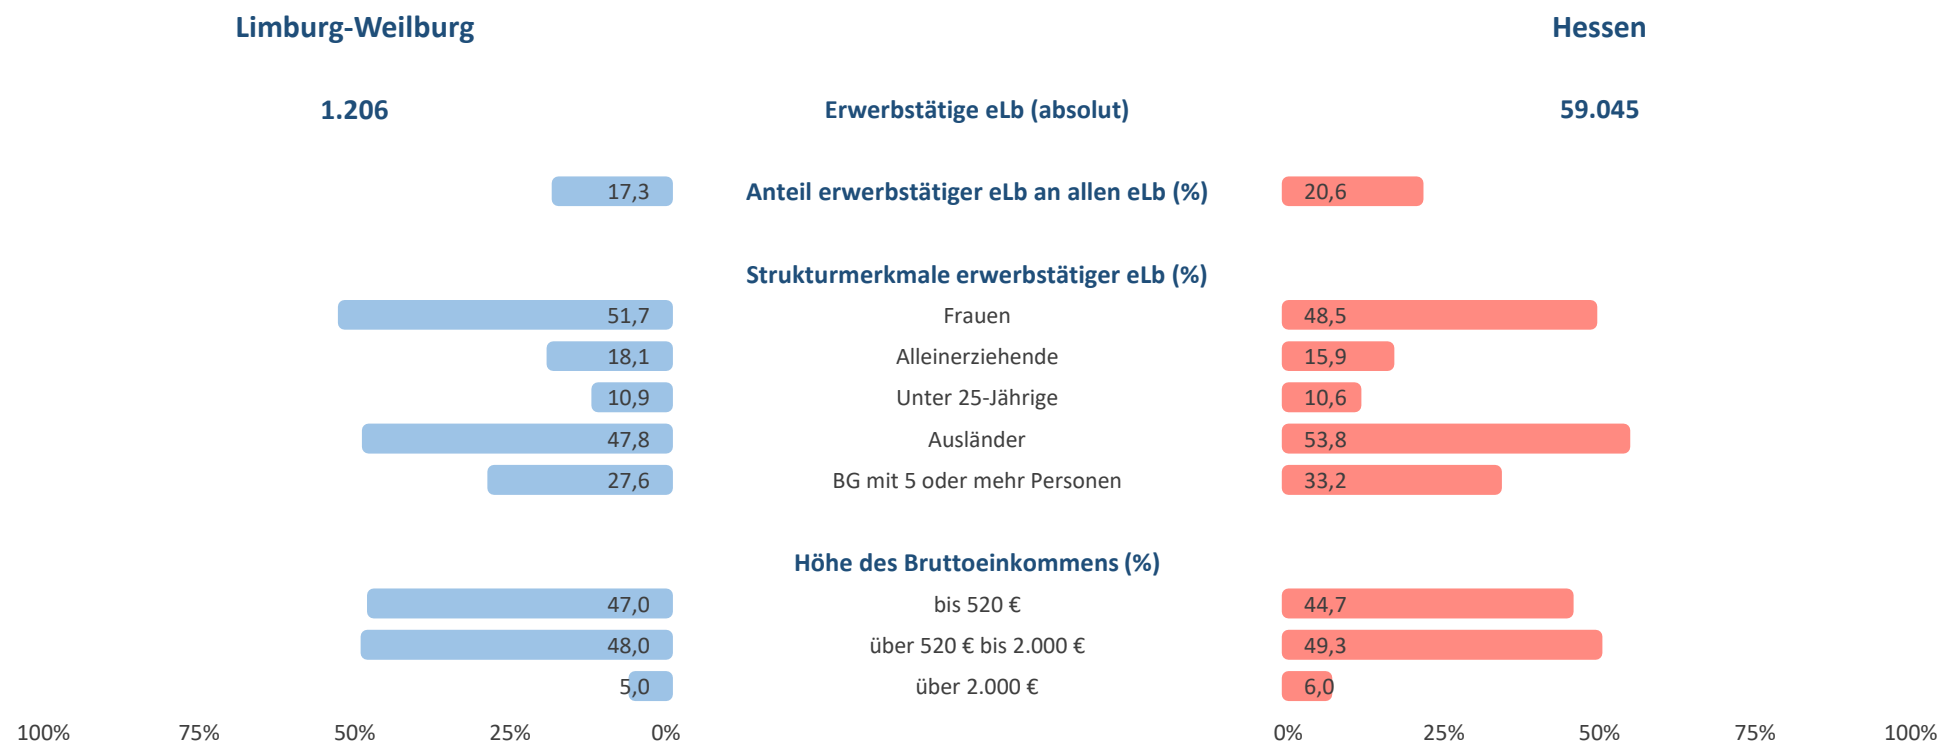 Limburg-Weilburg Hessen
1.206 Erwerbstätige eLb (absolut) 59.045
17,3 Anteil erwerbstätiger eLb an allen eLb (%) 20,6
Strukturmerkmale erwerbstätiger eLb (%)
51,7 Frauen 48,5
18,1 Alleinerziehende 15,9
10,9 Unter 25-Jährige 10,6
47,8 Ausländer 53,8
27,6 BG mit 5 oder mehr Personen 33,2
Höhe des Bruttoeinkommens (%)
47,0 bis 520 € 44,7
48,0 über 520 € bis 2.000 € 49,3
5,0 über 2.000 € 6,0
100% 75% 50% 25% 0% 0% 25% 50% 75% 100%